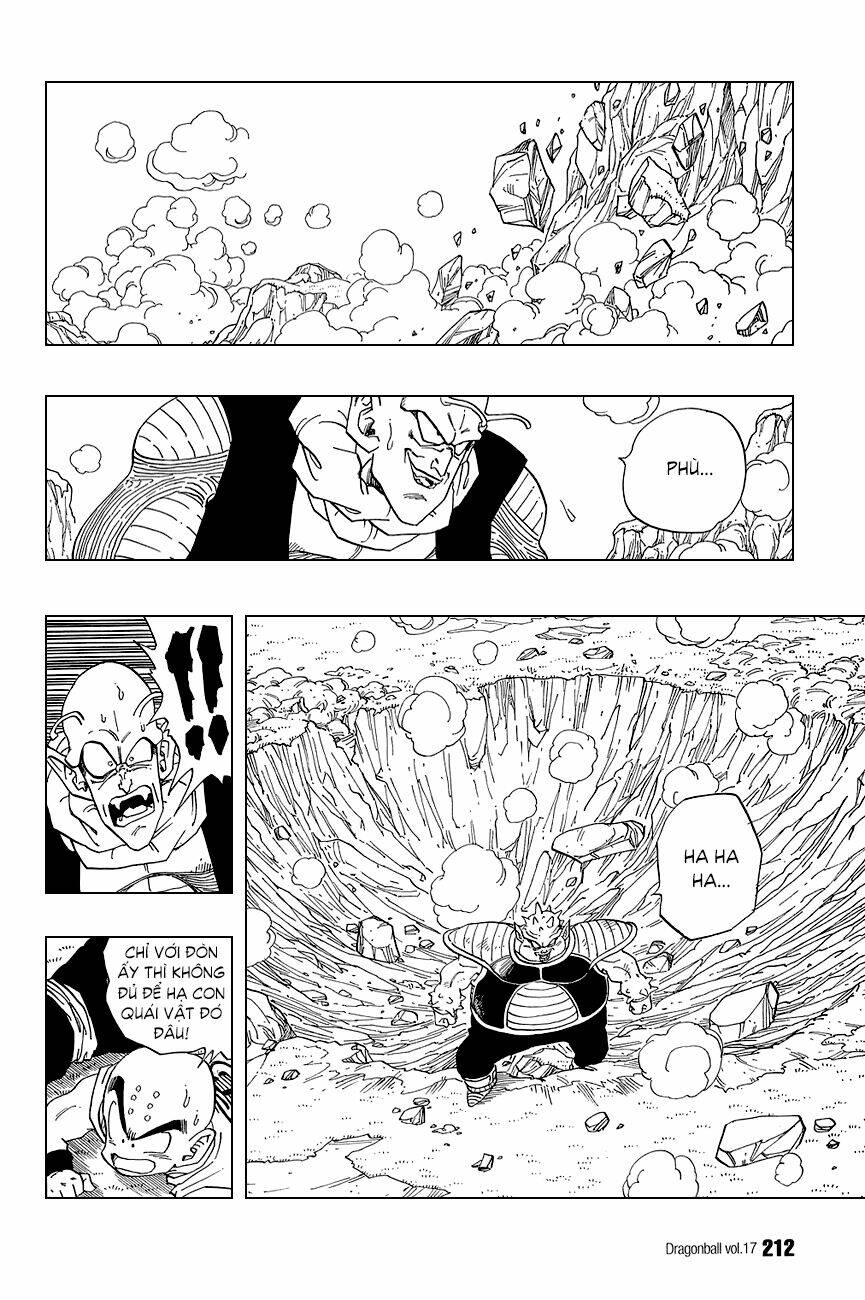 PHÙ...
HA HA
HA...
CHỈ VỚI ĐÒN
ẤY THÌ KHÔNG
ĐỦ ĐỂ HẠ CON
QUÁI VẬT ĐÓ
ĐÂU!
Dragonball vol.17 212